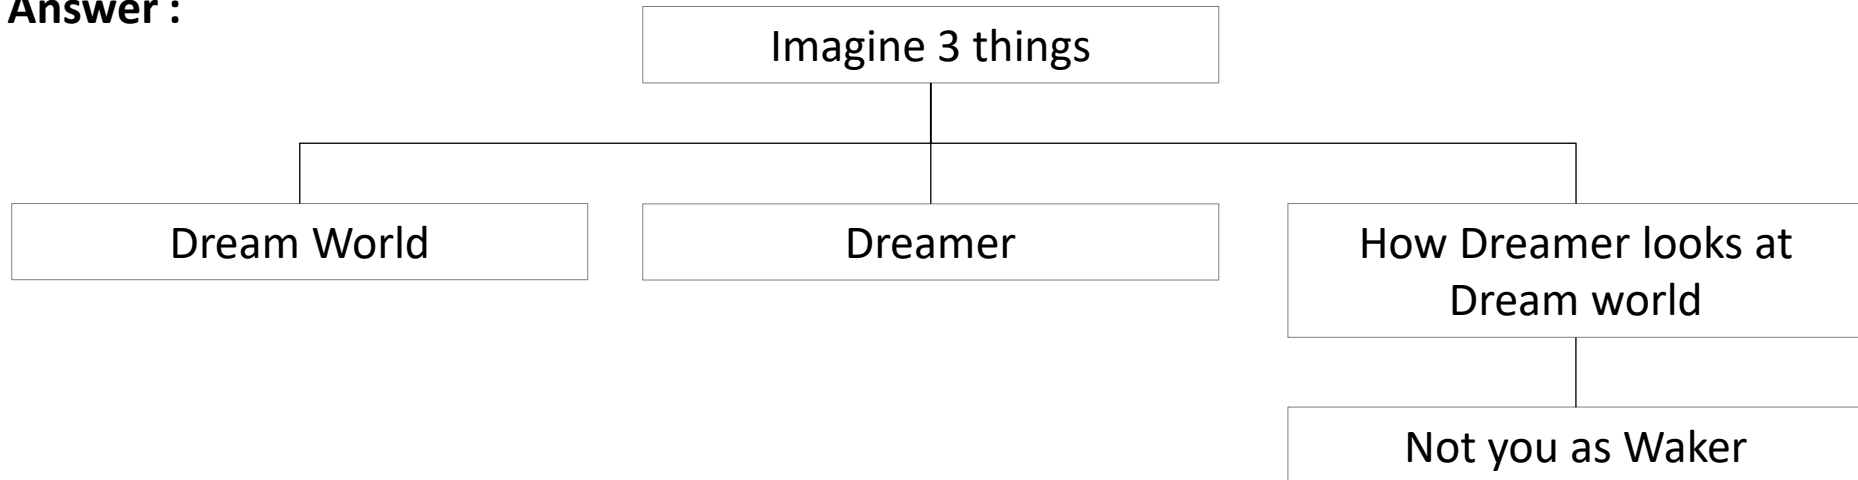 Answer :
Imagine 3 things
Dream World
Dreamer
How Dreamer looks at
Dream world
Not you as Waker